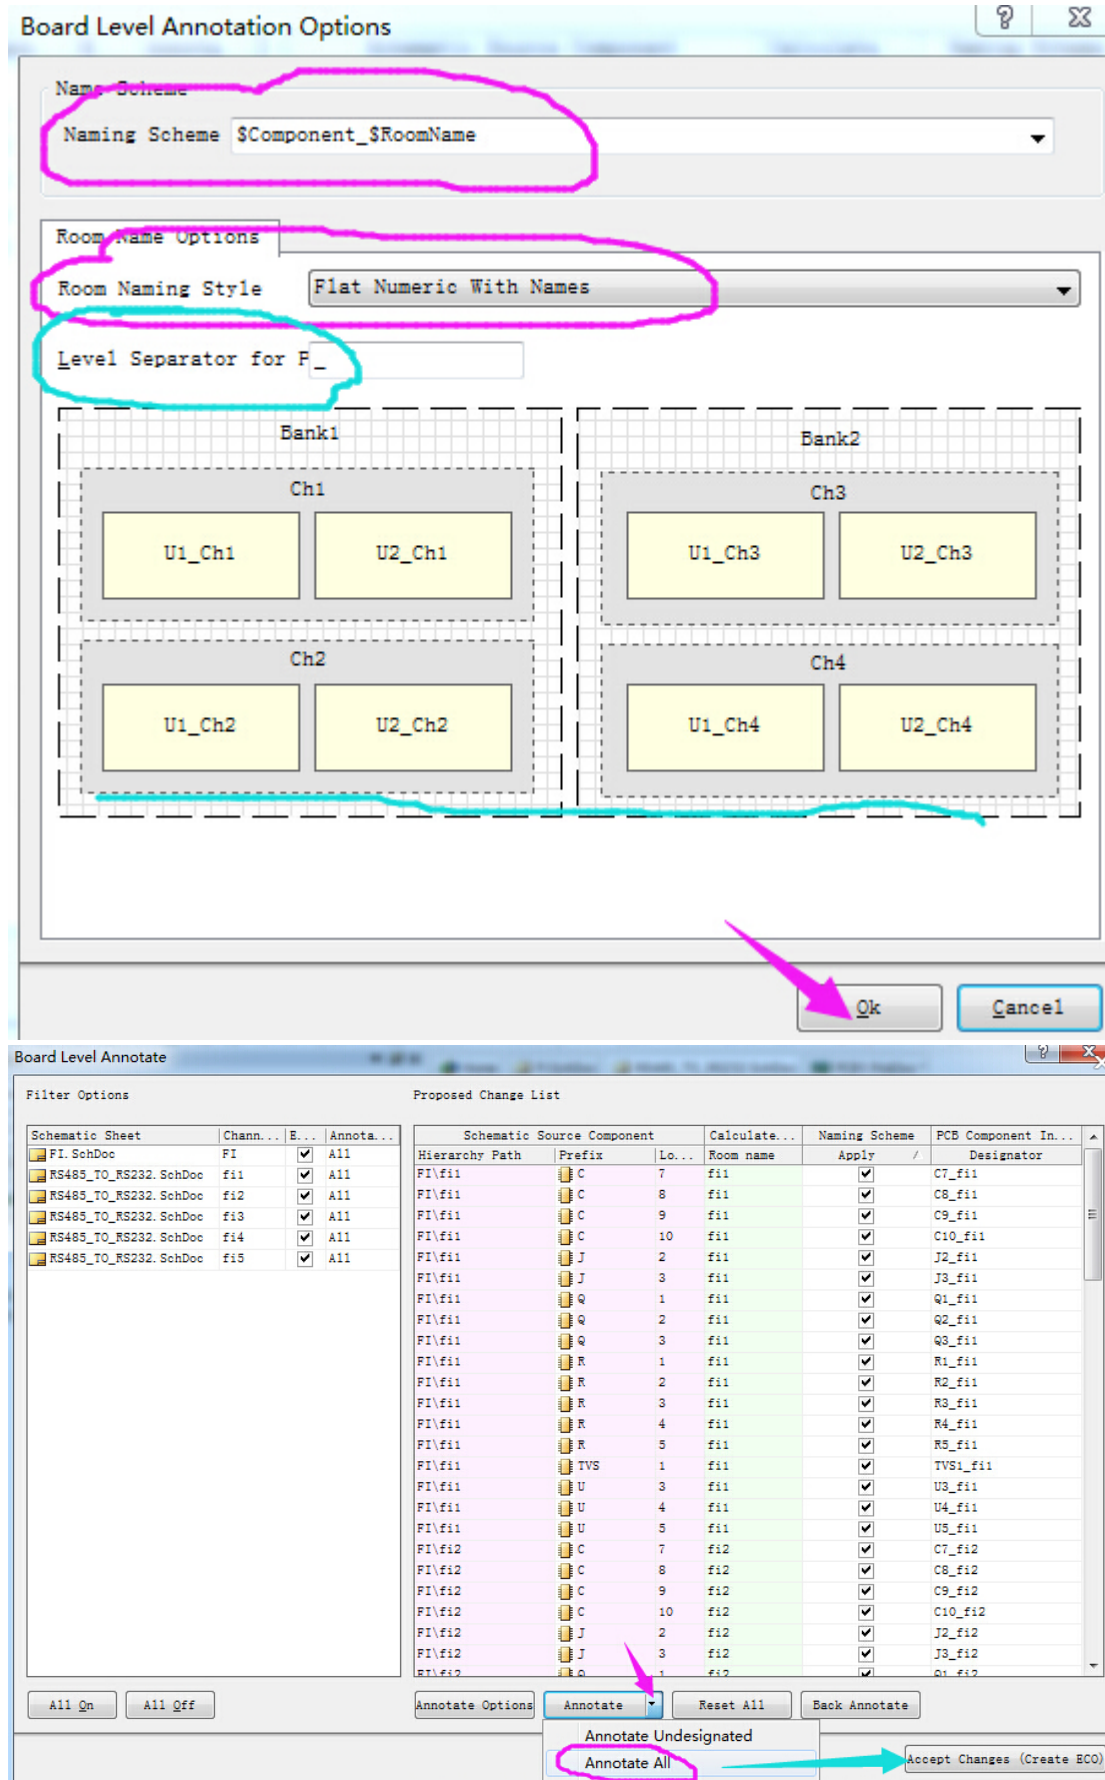 Board Level Annotation Options
Name Scheme
Naming Scheme $Component_$RoomName
Room Name Options
Room Naming Style Flat Numeric With Names
Level Separator for P _
Bank1 Bank2
Ch1 Ch3
U1_Ch1 U2_Ch1 U1_Ch3 U2_Ch3
Ch2 Ch4
U1_Ch2 U2_Ch2 U1_Ch4 U2_Ch4
Ok Cancel
Board Level Annotate
Filter Options Proposed Change List
Schematic Sheet Chann... E... Annota... Schematic Source Component Calculate... Naming Scheme PCB Component In...
FI.SchDoc FI All Hierarchy Path Prefix Lo... Room name Apply / Designator
RS485_TO_RS232.SchDoc fi1 All FI\fi1 C 7 fi1 C7_fi1
RS485_TO_RS232.SchDoc fi2 All FI\fi1 C 8 fi1 C8_fi1
RS485_TO_RS232.SchDoc fi3 All FI\fi1 C 9 fi1 C9_fi1
RS485_TO_RS232.SchDoc fi4 All FI\fi1 C 10 fi1 C10_fi1
RS485_TO_RS232.SchDoc fi5 All FI\fi1 J 2 fi1 J2_fi1
FI\fi1 J 3 fi1 J3_fi1
FI\fi1 Q 1 fi1 Q1_fi1
FI\fi1 Q 2 fi1 Q2_fi1
FI\fi1 Q 3 fi1 Q3_fi1
FI\fi1 R 1 fi1 R1_fi1
FI\fi1 R 2 fi1 R2_fi1
FI\fi1 R 3 fi1 R3_fi1
FI\fi1 R 4 fi1 R4_fi1
FI\fi1 R 5 fi1 R5_fi1
FI\fi1 TVS 1 fi1 TVS1_fi1
FI\fi1 U 3 fi1 U3_fi1
FI\fi1 U 4 fi1 U4_fi1
FI\fi1 U 5 fi1 U5_fi1
FI\fi2 C 7 fi2 C7_fi2
FI\fi2 C 8 fi2 C8_fi2
FI\fi2 C 9 fi2 C9_fi2
FI\fi2 C 10 fi2 C10_fi2
FI\fi2 J 2 fi2 J2_fi2
FI\fi2 J 3 fi2 J3_fi2
FI\fi2 Q 1 fi2 Q1_fi2
All On All Off Annotate Options Annotate Reset All Back Annotate
Annotate Undesignated
Annotate All Accept Changes (Create ECO)